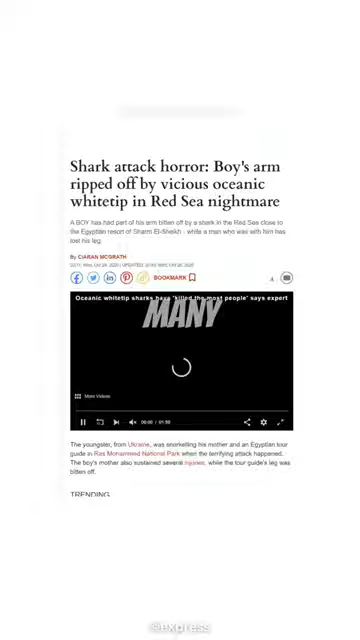 Shark attack horror: Boy's arm
ripped off by vicious oceanic
whitetip in Red Sea nightmare
A BOY has had part of his arm bitten off by a shark in the Red Sea close to
the Egyptian resort of Sharm El-Sheikh - while a man who was with him has
lost his leg
By CIARAN MCGRATH
BOOKMARK
Oceanic whitetip sharks have 'killed the most people' says expert
MANY
More Videos
00:00 / 01:50
The youngster, from Ukraine, was snorkelling his mother and an Egyptian tour
guide in Ras Mohammed National Park when the terrifying attack happened.
The boy's mother also sustained several injuries, while the tour guide's leg was
bitten off.
TRENDING
@express